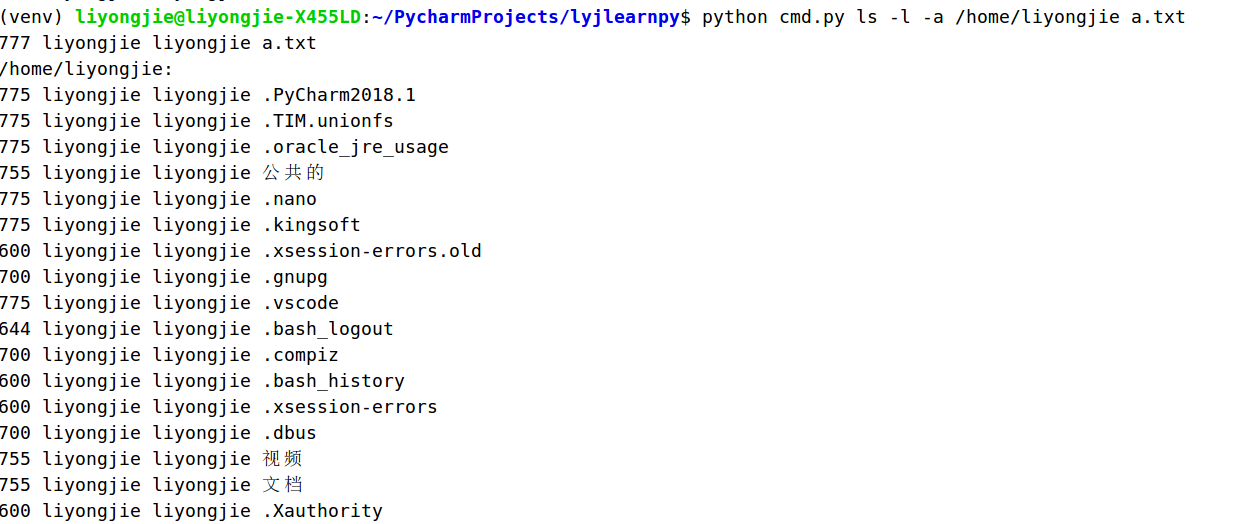 (venv) liyongjie@liyongjie-X455LD:~/PycharmProjects/lyjlearnpy$ python cmd.py ls -l -a /home/liyongjie a.txt
777 liyongjie liyongjie a.txt
/home/liyongjie:
775 liyongjie liyongjie .PyCharm2018.1
775 liyongjie liyongjie .TIM.unionfs
775 liyongjie liyongjie .oracle_jre_usage
755 liyongjie liyongjie 公共的
775 liyongjie liyongjie .nano
775 liyongjie liyongjie .kingsoft
600 liyongjie liyongjie .xsession-errors.old
700 liyongjie liyongjie .gnupg
775 liyongjie liyongjie .vscode
644 liyongjie liyongjie .bash_logout
700 liyongjie liyongjie .compiz
600 liyongjie liyongjie .bash_history
600 liyongjie liyongjie .xsession-errors
700 liyongjie liyongjie .dbus
755 liyongjie liyongjie 视频
755 liyongjie liyongjie 文档
600 liyongjie liyongjie .Xauthority